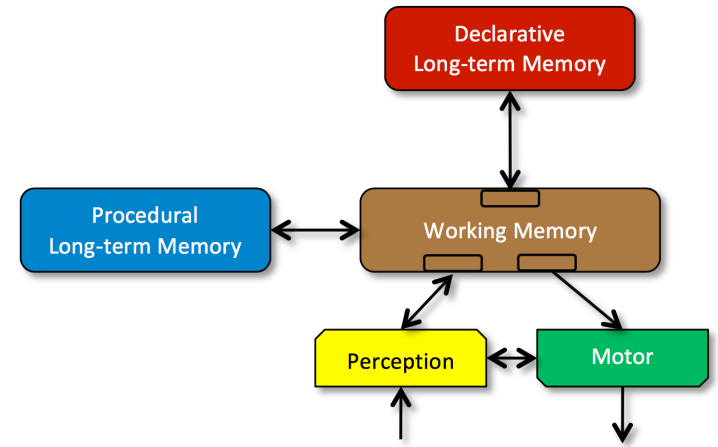 Declarative
Long-term Memory
Procedural
Long-term Memory
Working Memory
Perception
Motor